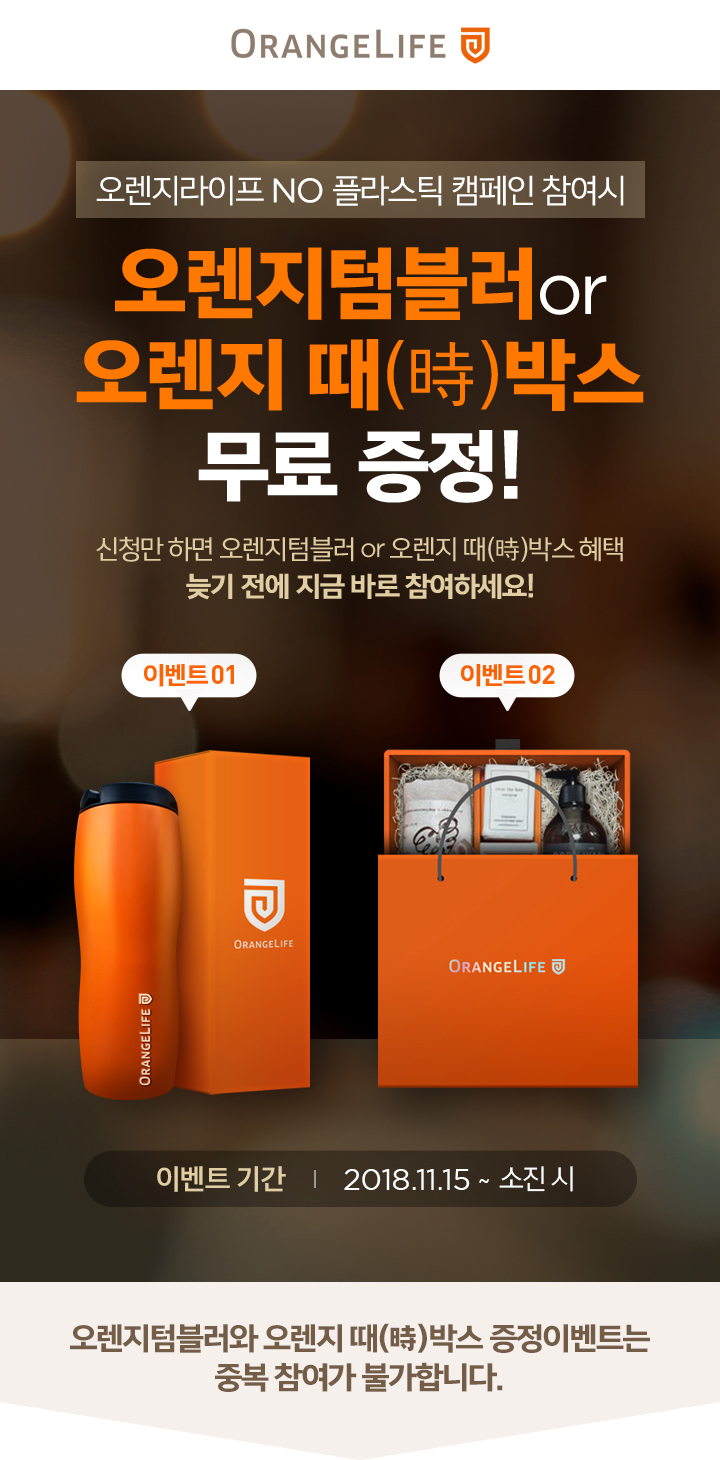 ORANGELIFE
오렌지라이프 NO 플라스틱 캠페인 참여시
오렌지텀블러or
오렌지 때(時)박스
무료 증정!
신청만 하면 오렌지텀블러 or 오렌지 때(時)박스 혜택
늦기 전에 지금 바로 참여하세요!
이벤트01
이벤트02
ORANGELIFE
ORANGELIFE
ORANGELIFE
이벤트 기간 | 2018.11.15 ~ 소진 시
오렌지텀블러와 오렌지 때(時)박스 증정이벤트는
중복 참여가 불가합니다.